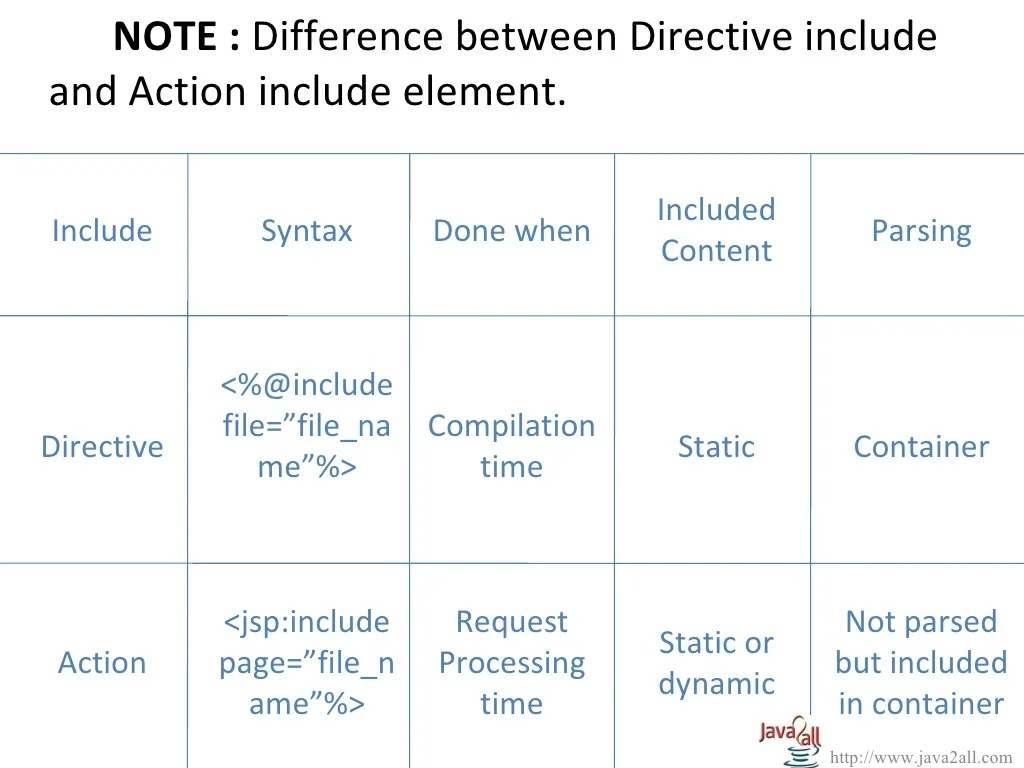 NOTE : Difference between Directive include
and Action include element.
Include
Syntax
Done when
Included
Content
Parsing
Directive
<%@include
file=”file_na
me”%>
Compilation
time
Static
Container
Action
<jsp:include
page=”file_n
ame”%>
Request
Processing
time
Static or
dynamic
Not parsed
but included
in container
Java2all
http://www.java2all.com